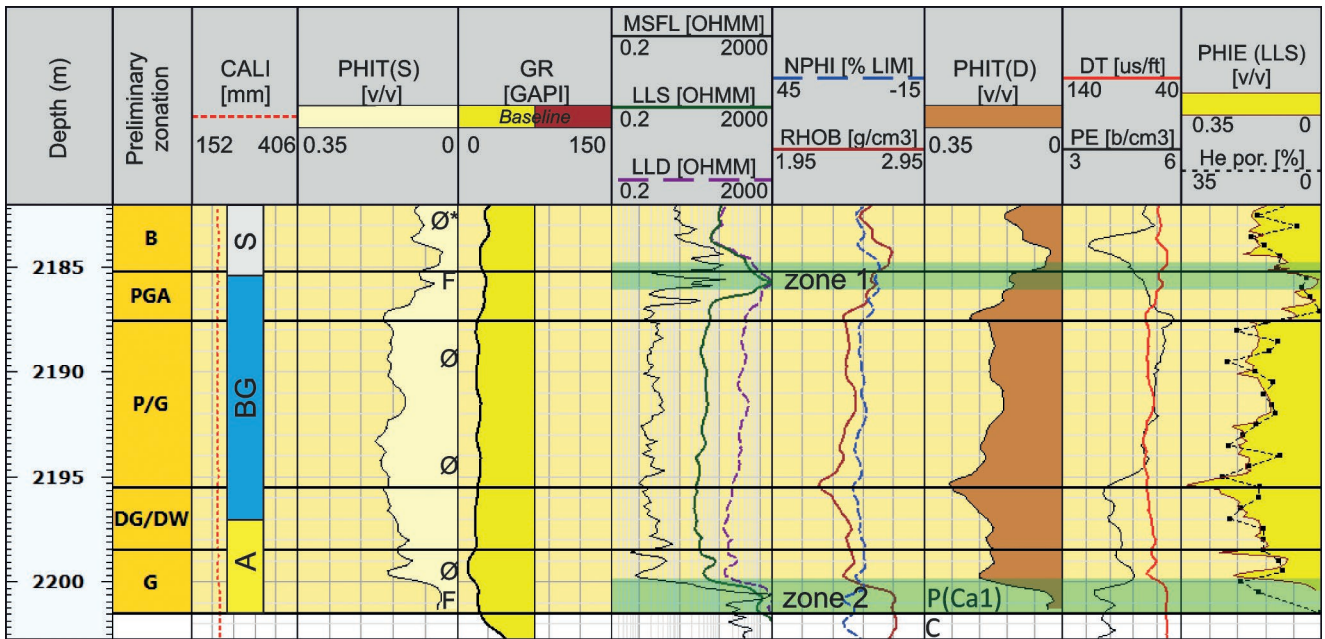 Depth (m)
Preliminary
zonation
CALI
[mm]
152 406
PHIT(S)
[v/v]
0.35 0
GR
[GAPI]
Baseline
0 150
MSFL [OHMM]
0.2 2000
LLS [OHMM]
0.2 2000
LLD [OHMM]
0.2 2000
NPHI [% LIM]
45 -15
RHOB [g/cm3]
1.95 2.95
PHIT(D)
[v/v]
0.35 0
DT [us/ft]
140 40
PE [b/cm3]
3 6
PHIE (LLS)
[v/v]
0.35 0
He por. [%]
35 0
B
S
Ø*
2185
F
zone 1
PGA
Ø
2190
P/G
BG
Ø
2195
DG/DW
A
G
Ø
2200
F
zone 2
P(Ca1)
C